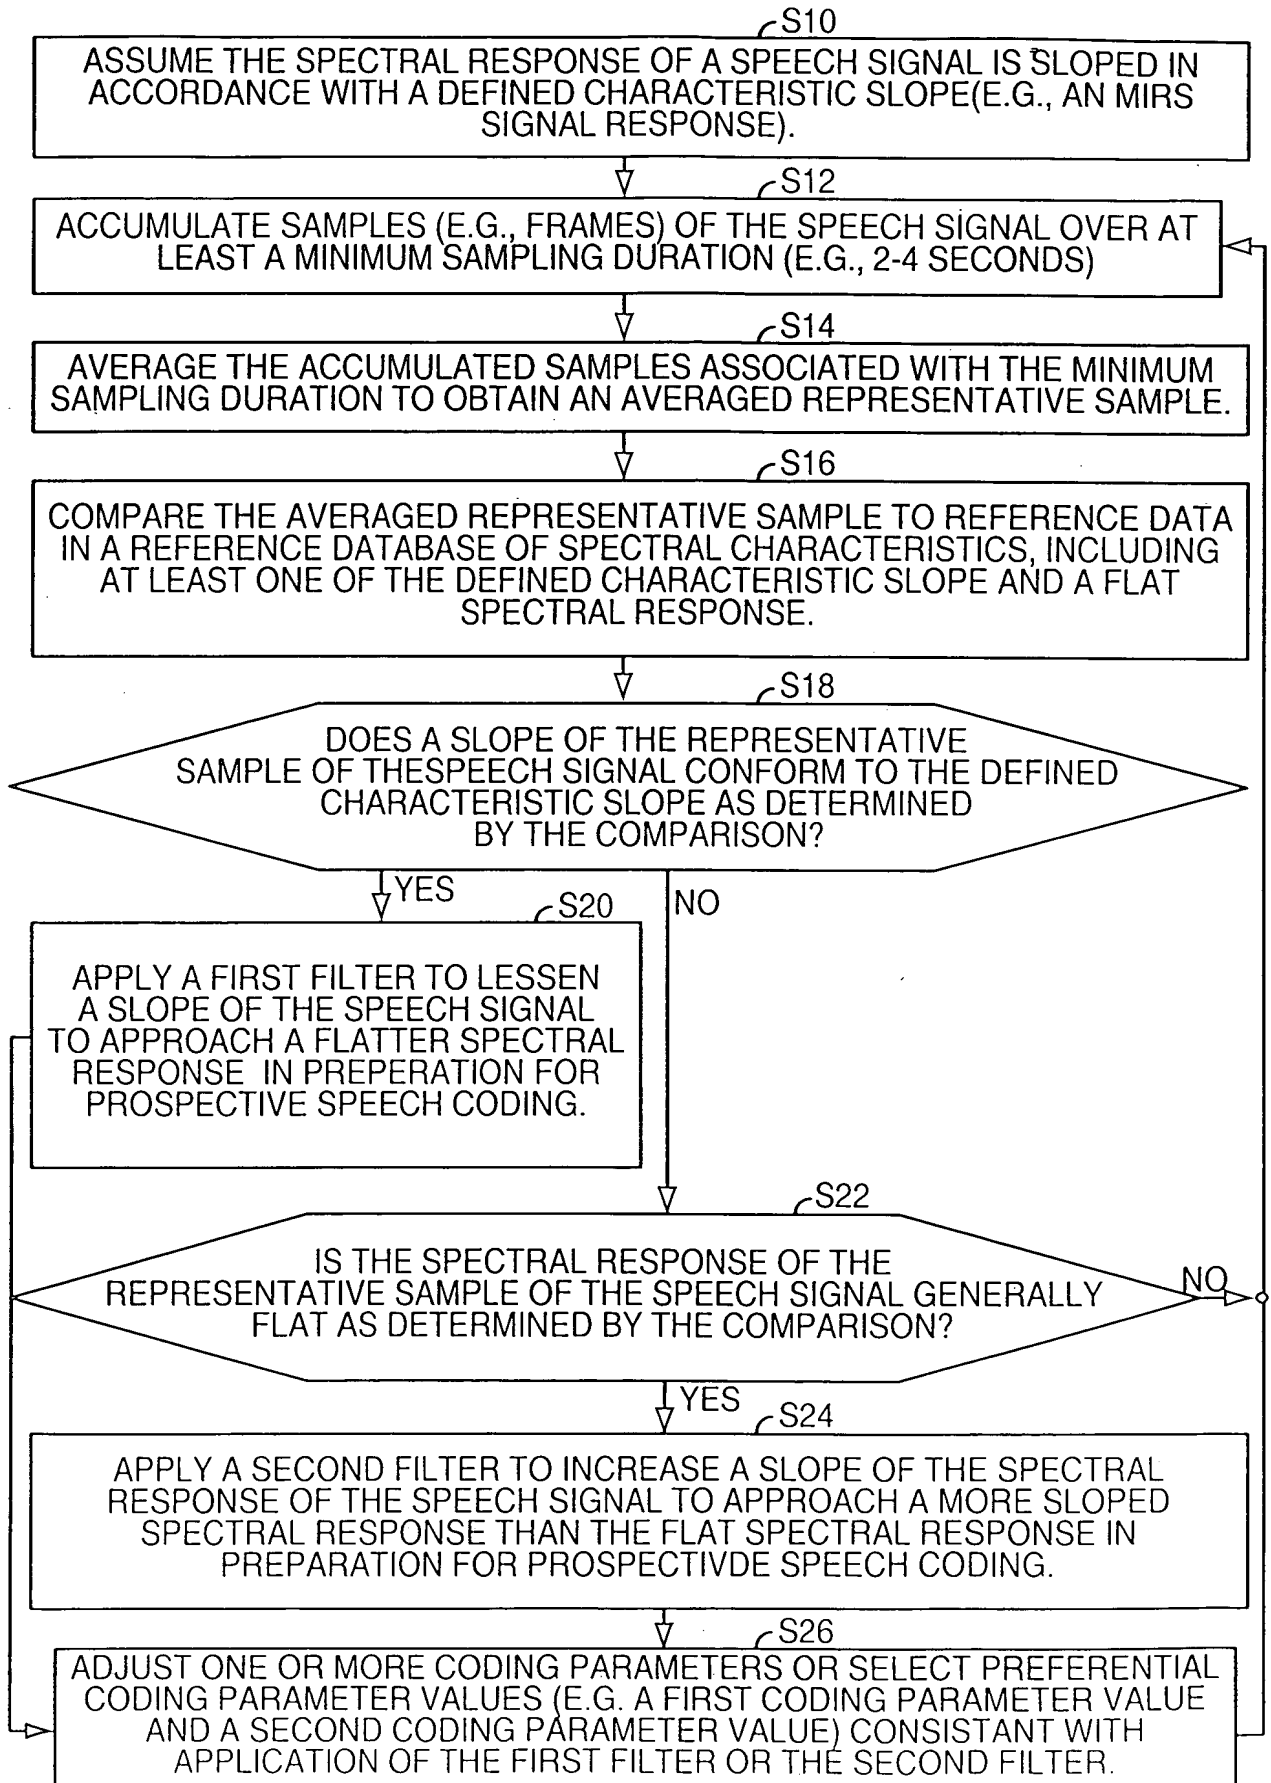 S10
ASSUME THE SPECTRAL RESPONSE OF A SPEECH SIGNAL IS SLOPED IN
ACCORDANCE WITH A DEFINED CHARACTERISTIC SLOPE(E.G., AN MIRS
SIGNAL RESPONSE).
S12
ACCUMULATE SAMPLES (E.G., FRAMES) OF THE SPEECH SIGNAL OVER AT
LEAST A MINIMUM SAMPLING DURATION (E.G., 2-4 SECONDS)
S14
AVERAGE THE ACCUMULATED SAMPLES ASSOCIATED WITH THE MINIMUM
SAMPLING DURATION TO OBTAIN AN AVERAGED REPRESENTATIVE SAMPLE.
S16
COMPARE THE AVERAGED REPRESENTATIVE SAMPLE TO REFERENCE DATA
IN A REFERENCE DATABASE OF SPECTRAL CHARACTERISTICS, INCLUDING
AT LEAST ONE OF THE DEFINED CHARACTERISTIC SLOPE AND A FLAT
SPECTRAL RESPONSE.
S18
DOES A SLOPE OF THE REPRESENTATIVE
SAMPLE OF THESPEECH SIGNAL CONFORM TO THE DEFINED
CHARACTERISTIC SLOPE AS DETERMINED
BY THE COMPARISON?
YES
NO
S20
APPLY A FIRST FILTER TO LESSEN
A SLOPE OF THE SPEECH SIGNAL
TO APPROACH A FLATTER SPECTRAL
RESPONSE IN PREPERATION FOR
PROSPECTIVE SPEECH CODING.
S22
IS THE SPECTRAL RESPONSE OF THE
REPRESENTATIVE SAMPLE OF THE SPEECH SIGNAL GENERALLY
FLAT AS DETERMINED BY THE COMPARISON?
NO
YES
S24
APPLY A SECOND FILTER TO INCREASE A SLOPE OF THE SPECTRAL
RESPONSE OF THE SPEECH SIGNAL TO APPROACH A MORE SLOPED
SPECTRAL RESPONSE THAN THE FLAT SPECTRAL RESPONSE IN
PREPARATION FOR PROSPECTIVDE SPEECH CODING.
S26
ADJUST ONE OR MORE CODING PARAMETERS OR SELECT PREFERENTIAL
CODING PARAMETER VALUES (E.G. A FIRST CODING PARAMETER VALUE
AND A SECOND CODING PARAMETER VALUE) CONSISTANT WITH
APPLICATION OF THE FIRST FILTER OR THE SECOND FILTER.